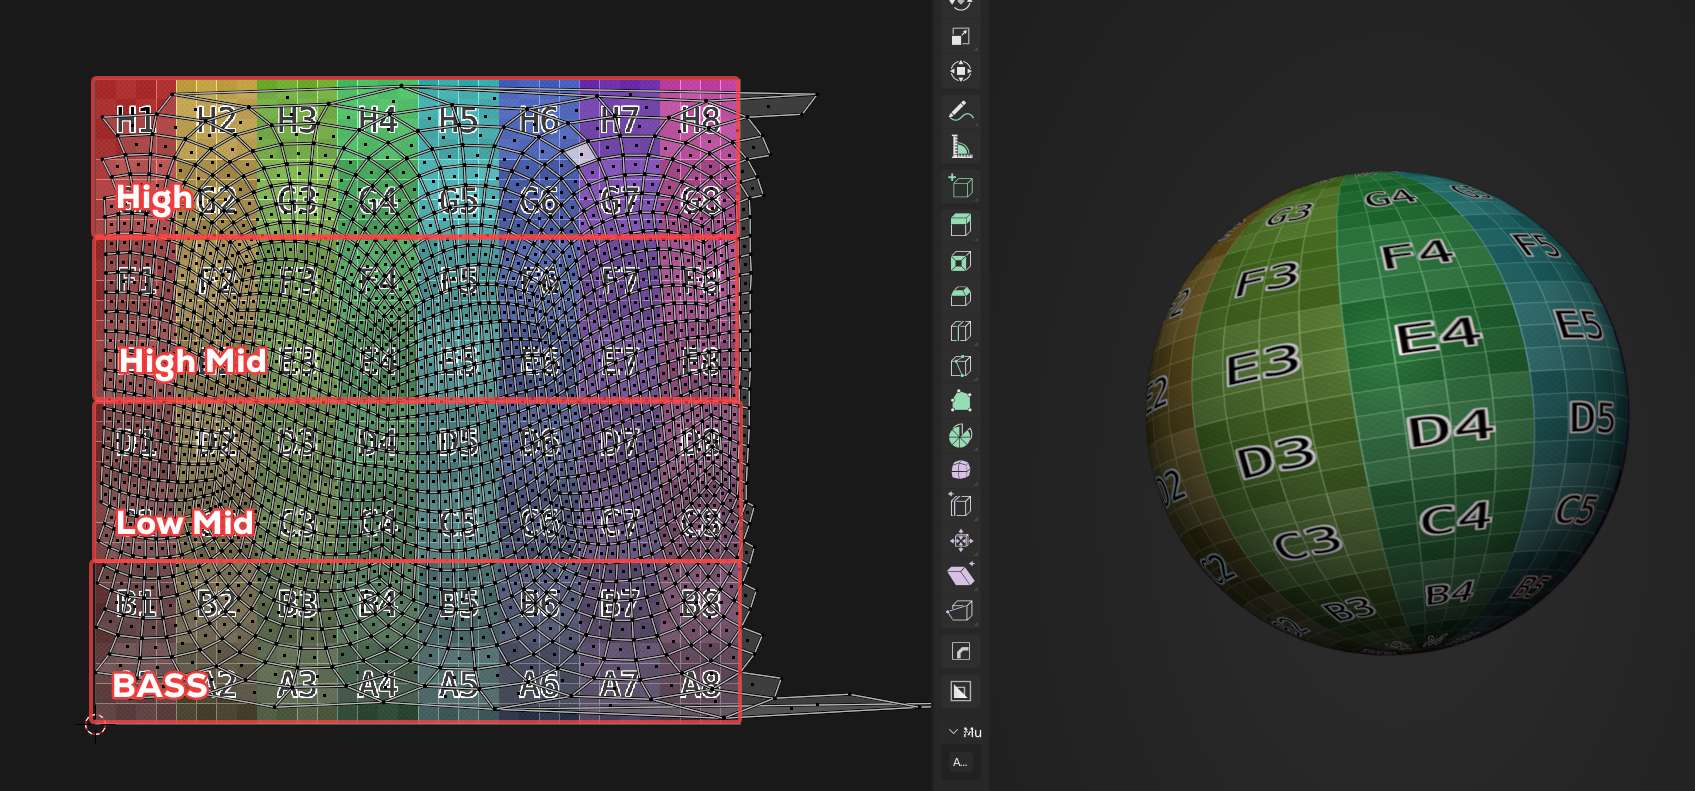 H1 H2 H3 H4 H5 H6 H7 H8
High G2 G3 G4 G5 G6 G7 G8
F1 F2 F3 F4 F5 F6 F7 F8
High Mid E3 E4 E5 E6 E7 E8
D1 D2 D3 D4 D5 D6 D7 D8
Low Mid C3 C4 C5 C6 C7 C8
B1 B2 B3 B4 B5 B6 B7 B8
BASS A2 A3 A4 A5 A6 A7 A8
Mu
A...
G3 G4
F3 F4 F5
E2 E3 E4 E5
D2 D3 D4 D5
C2 C3 C4 C5
B3 B4 B5